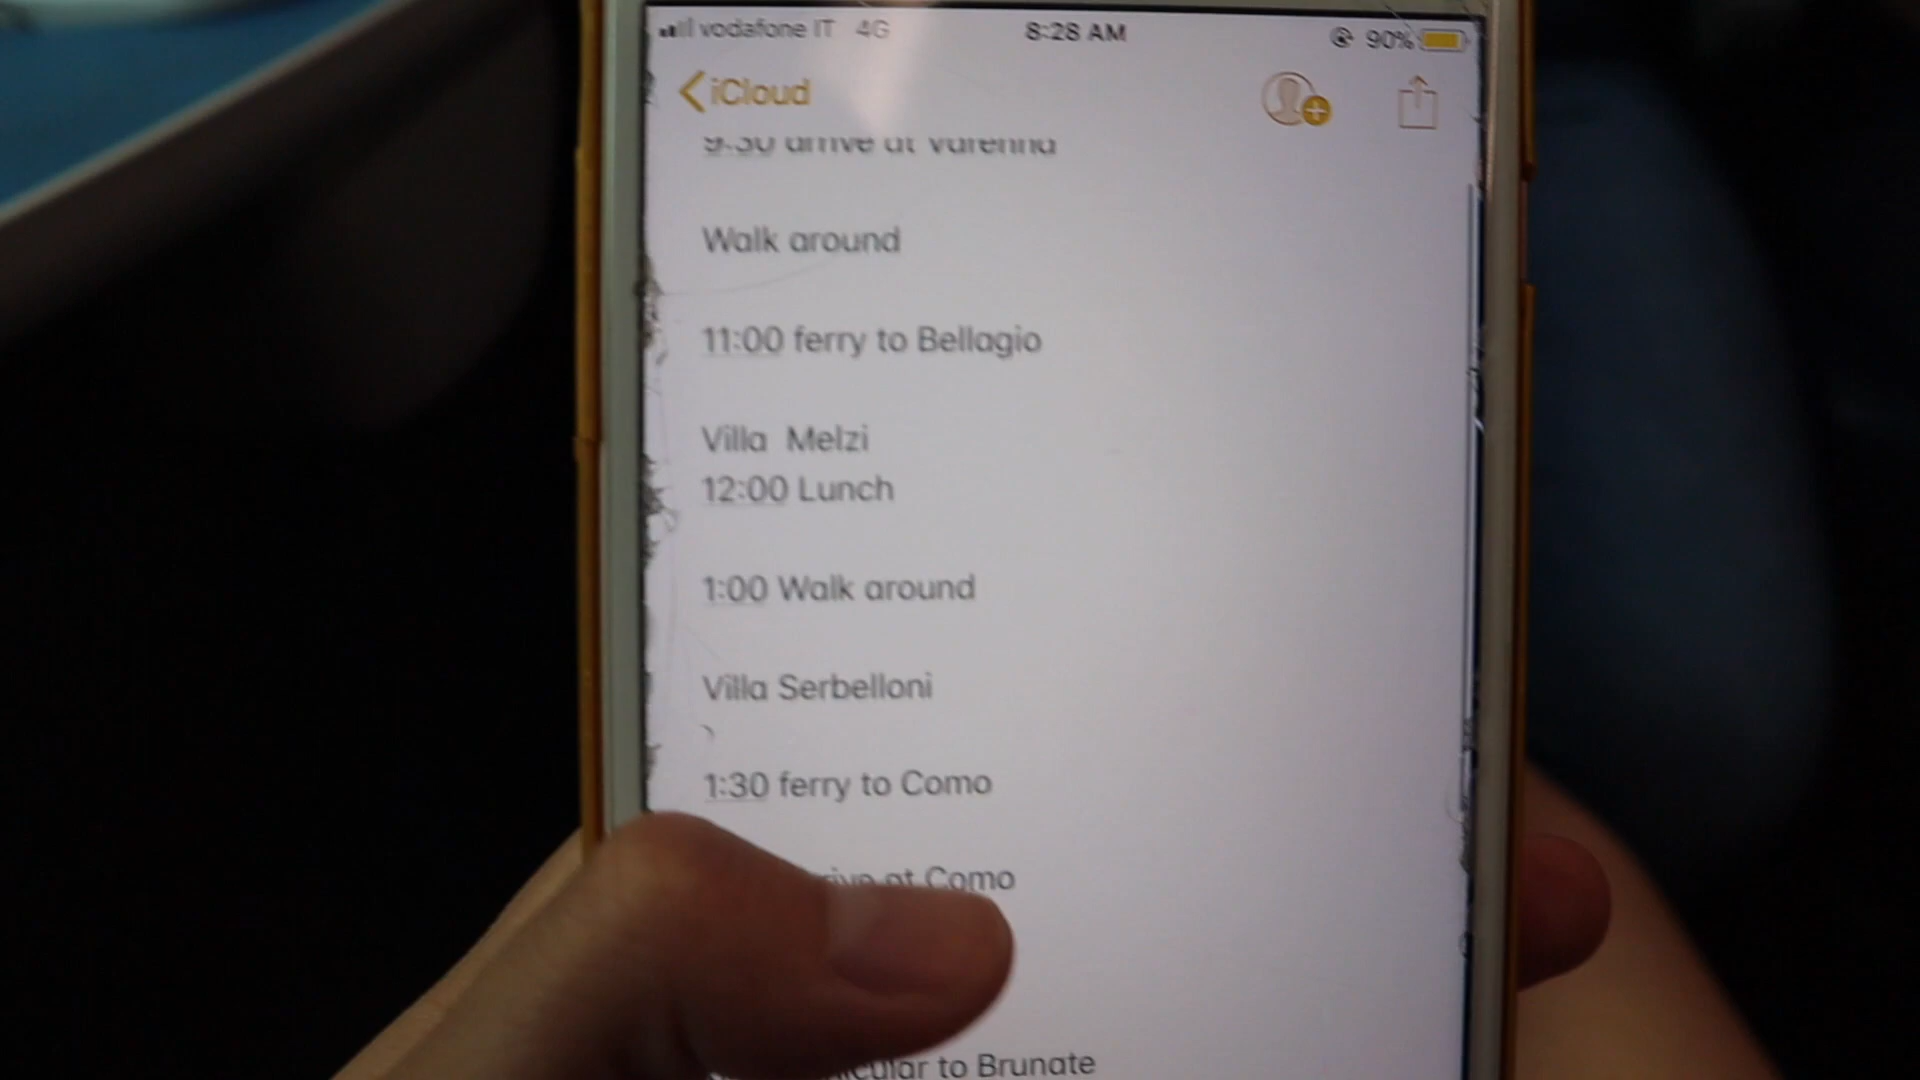 vodafone IT 4G 8:28 AM 90%
iCloud
9:30 arrive at Varenna
Walk around
11:00 ferry to Bellagio
Villa Melzi
12:00 Lunch
1:00 Walk around
Villa Serbelloni
1:30 ferry to Como
at Como
to Brunate